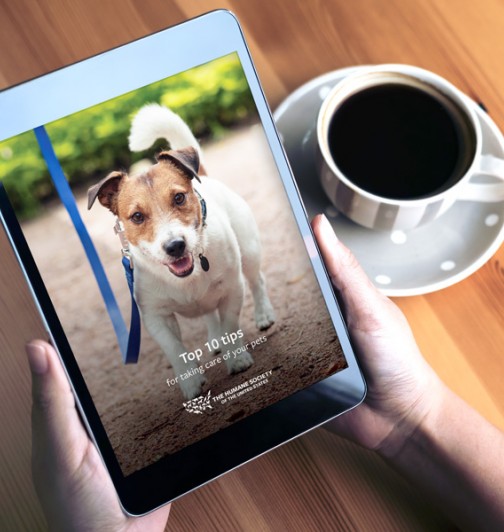 Top 10 tips
for taking care of your pets
THE HUMANE SOCIETY
OF THE UNITED STATES